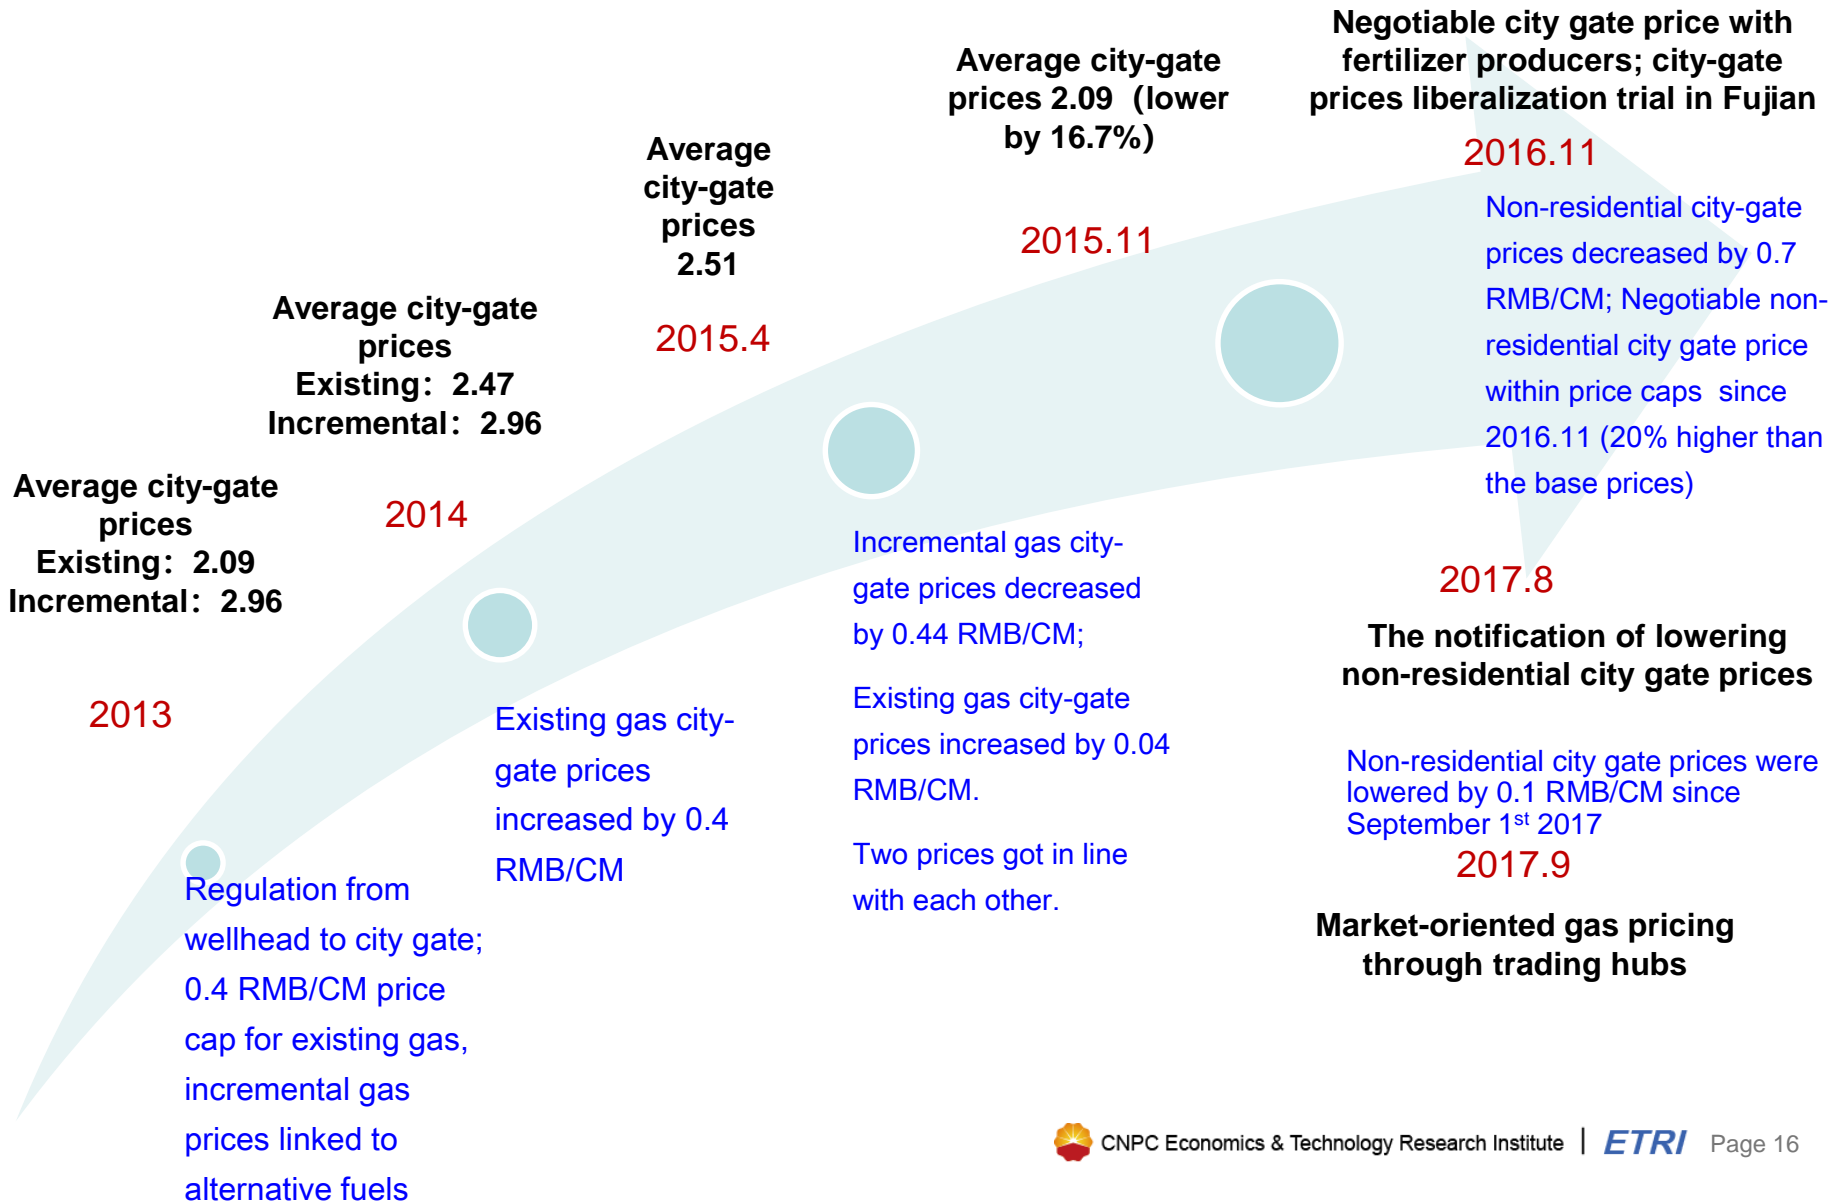 Average city-gate
prices
Existing：2.09
Incremental：2.96
2013
Regulation from
wellhead to city gate;
0.4 RMB/CM price
cap for existing gas,
incremental gas
prices linked to
alternative fuels
Average city-gate
prices
Existing：2.47
Incremental：2.96
2014
Existing gas city-
gate prices
increased by 0.4
RMB/CM
Average
city-gate
prices
2.51
2015.4
Incremental gas city-
gate prices decreased
by 0.44 RMB/CM;
Existing gas city-gate
prices increased by 0.04
RMB/CM.
Two prices got in line
with each other.
Average city-gate
prices 2.09（lower
by 16.7%)
2015.11
Negotiable city gate price with
fertilizer producers; city-gate
prices liberalization trial in Fujian
2016.11
Non-residential city-gate
prices decreased by 0.7
RMB/CM; Negotiable non-
residential city gate price
within price caps since
2016.11 (20% higher than
the base prices)
2017.8
The notification of lowering
non-residential city gate prices
Non-residential city gate prices were
lowered by 0.1 RMB/CM since
September 1st 2017
2017.9
Market-oriented gas pricing
through trading hubs
CNPC Economics & Technology Research Institute | ETRI Page 16